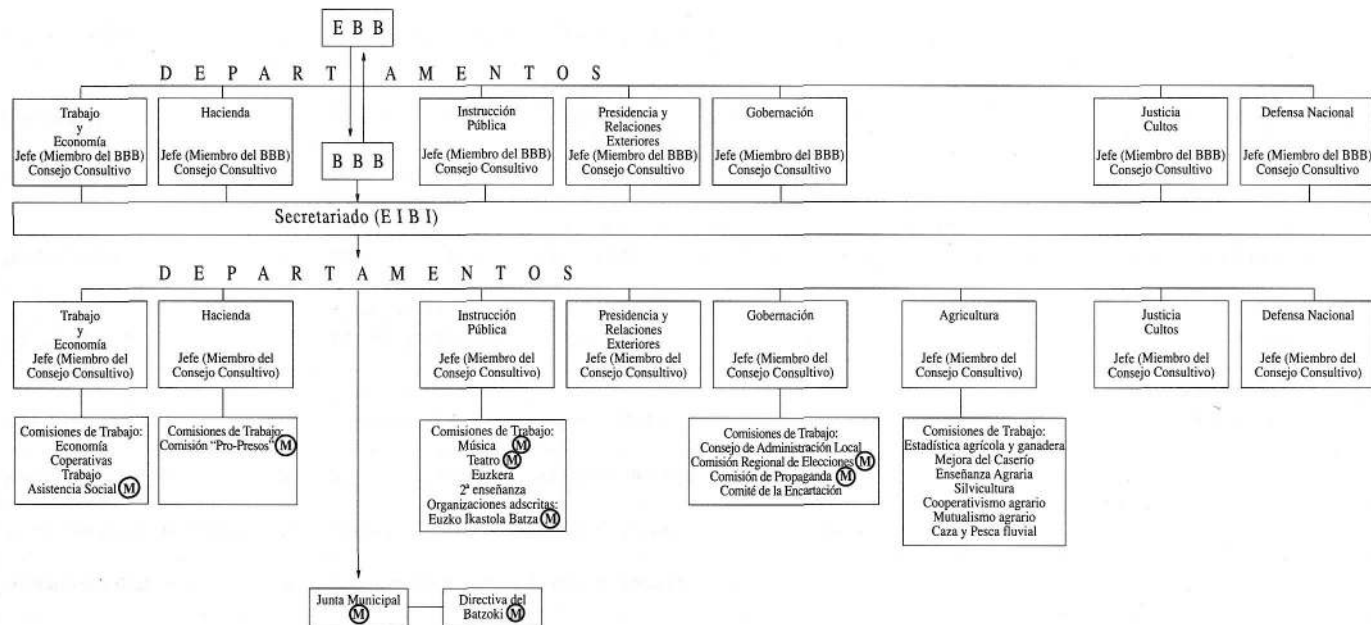 E B B
D E P A R T A M E N T O S
Trabajo
y
Economía
Jefe (Miembro del BBB)
Consejo Consultivo
Hacienda
Jefe (Miembro del BBB)
Consejo Consultivo
B B B
Instrucción
Pública
Jefe (Miembro del BBB)
Consejo Consultivo
Presidencia y
Relaciones
Exteriores
Jefe (Miembro del BBB)
Consejo Consultivo
Gobernación
Jefe (Miembro del BBB)
Consejo Consultivo
Justicia
Cultos
Jefe (Miembro del BBB)
Consejo Consultivo
Defensa Nacional
Jefe (Miembro del BBB)
Consejo Consultivo
Secretariado (E I B I)
D E P A R T A M E N T O S
Trabajo
y
Economía
Jefe (Miembro del
Consejo Consultivo)
Hacienda
Jefe (Miembro del
Consejo Consultivo)
Instrucción
Pública
Jefe (Miembro del
Consejo Consultivo)
Presidencia y
Relaciones
Exteriores
Jefe (Miembro del
Consejo Consultivo)
Gobernación
Jefe (Miembro del
Consejo Consultivo)
Agricultura
Jefe (Miembro del
Consejo Consultivo)
Justicia
Cultos
Jefe (Miembro del
Consejo Consultivo)
Defensa Nacional
Jefe (Miembro del
Consejo Consultivo)
Comisiones de Trabajo:
Economía
Coperativas
Trabajo
Asistencia Social M
Comisiones de Trabajo:
Comisión "Pro-Presos" M
Comisiones de Trabajo:
Música M
Teatro M
Euzkera
2ª enseñanza
Organizaciones adscritas:
Euzko Ikastola Batza M
Comisiones de Trabajo:
Consejo de Administración Local
Comisión Regional de Elecciones M
Comisión de Propaganda M
Comité de la Encartación
Comisiones de Trabajo:
Estadística agrícola y ganadera
Mejora del Caserío
Enseñanza Agraria
Silvicultura
Cooperativismo agrario
Mutualismo agrario
Caza y Pesca fluvial
Junta Municipal
M
Directiva del
Batzoki M